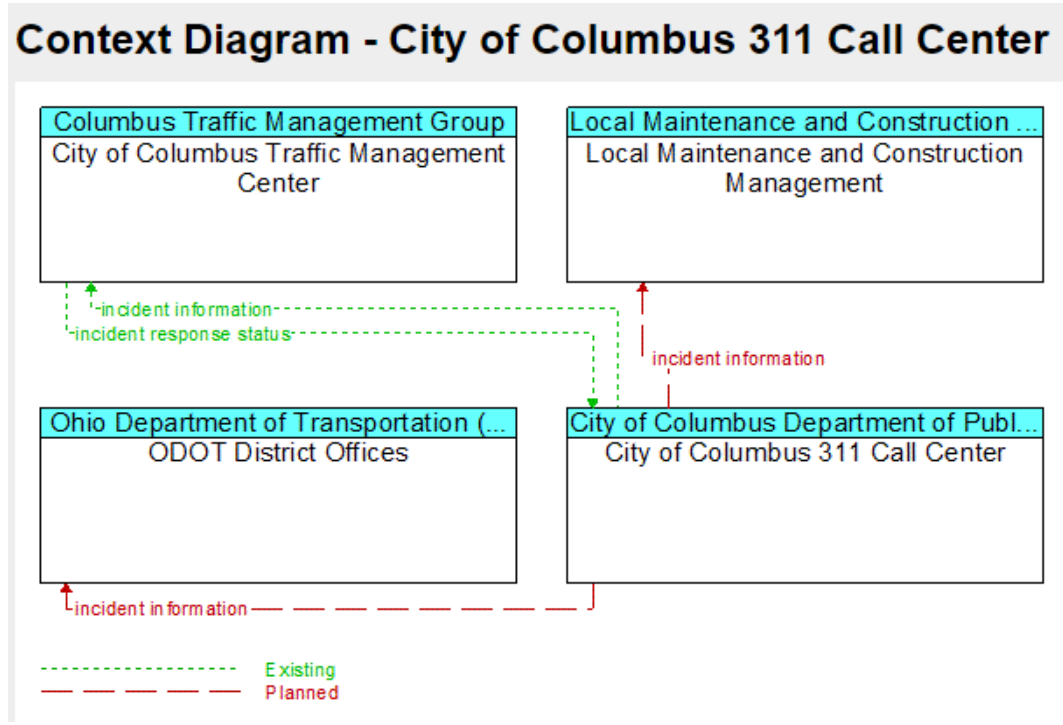 Context Diagram - City of Columbus 311 Call Center
Columbus Traffic Management Group
City of Columbus Traffic Management
Center
Local Maintenance and Construction ...
Local Maintenance and Construction
Management
incident information
incident response status
incident information
Ohio Department of Transportation (...
ODOT District Offices
City of Columbus Department of Publ...
City of Columbus 311 Call Center
incident information
Existing
Planned